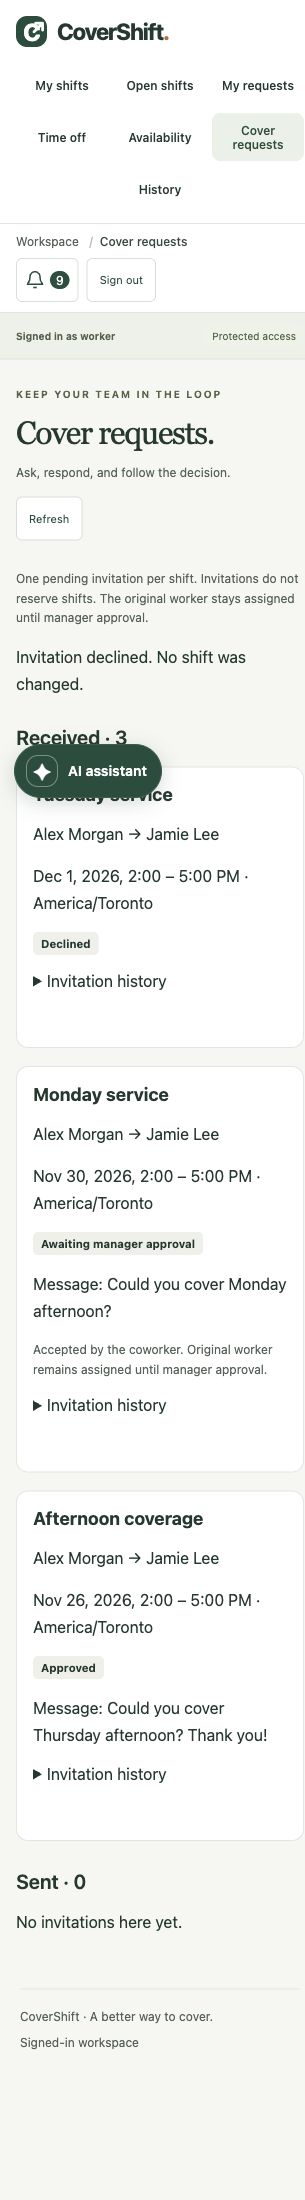 CoverShift.
My shifts
Open shifts
My requests
Time off
Availability
Cover
requests
History
Workspace / Cover requests
9
Sign out
Signed in as worker
Protected access
KEEP YOUR TEAM IN THE LOOP
Cover requests.
Ask, respond, and follow the decision.
Refresh
One pending invitation per shift. Invitations do not
reserve shifts. The original worker stays assigned
until manager approval.
Invitation declined. No shift was
changed.
Received · 3
AI assistant
Tuesday service
Alex Morgan → Jamie Lee
Dec 1, 2026, 2:00 – 5:00 PM ·
America/Toronto
Declined
Invitation history
Monday service
Alex Morgan → Jamie Lee
Nov 30, 2026, 2:00 – 5:00 PM ·
America/Toronto
Awaiting manager approval
Message: Could you cover Monday
afternoon?
Accepted by the coworker. Original worker
remains assigned until manager approval.
Invitation history
Afternoon coverage
Alex Morgan → Jamie Lee
Nov 26, 2026, 2:00 – 5:00 PM ·
America/Toronto
Approved
Message: Could you cover
Thursday afternoon? Thank you!
Invitation history
Sent · 0
No invitations here yet.
CoverShift · A better way to cover.
Signed-in workspace